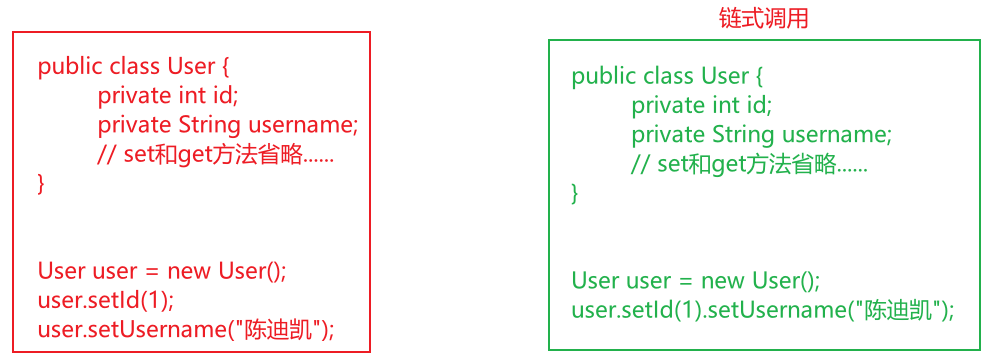 public class User {
private int id;
private String username;
// set和get方法省略......
}
User user = new User();
user.setId(1);
user.setUsername("陈迪凯");
链式调用
public class User {
private int id;
private String username;
// set和get方法省略......
}
User user = new User();
user.setId(1).setUsername("陈迪凯");